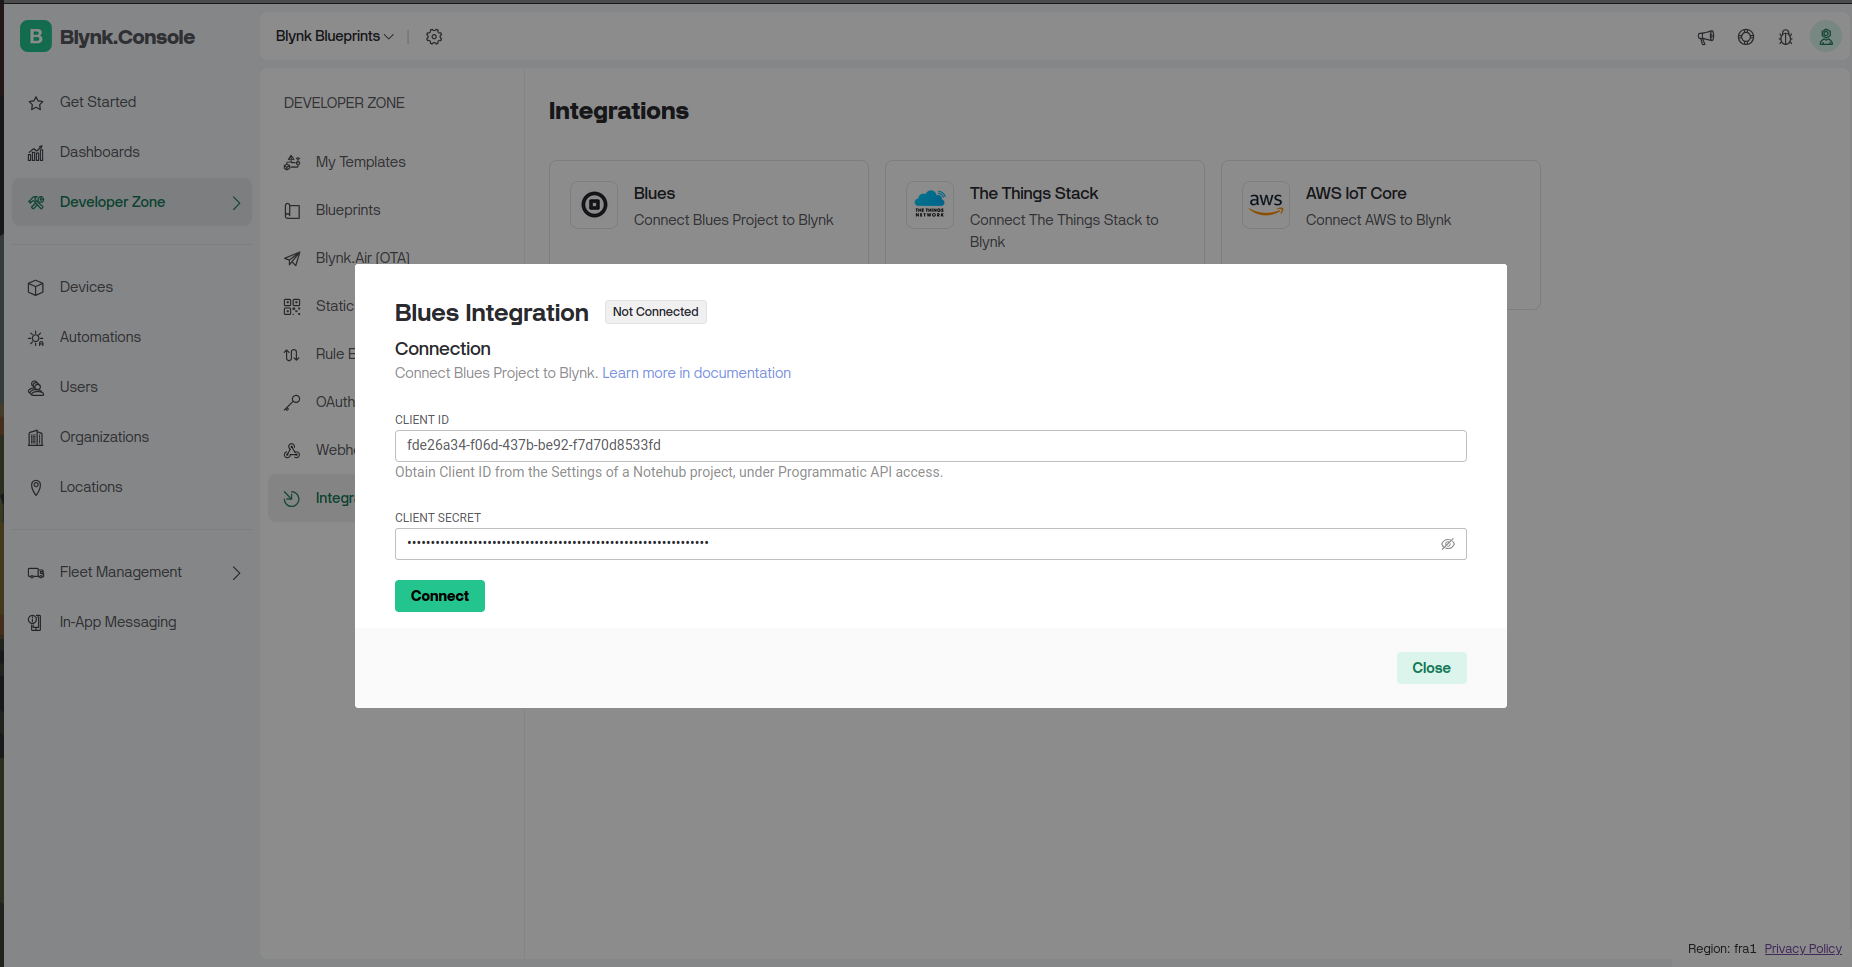 B Blynk.Console
Blynk Blueprints
Get Started
Dashboards
Developer Zone
Devices
Automations
Users
Organizations
Locations
Fleet Management
In-App Messaging
DEVELOPER ZONE
My Templates
Blueprints
Blynk.Air (OTA)
Static
Rule E
OAuth
Webh
Integr
Integrations
Blues
Connect Blues Project to Blynk
THE THINGS
NETWORK
The Things Stack
Connect The Things Stack to
Blynk
aws
AWS IoT Core
Connect AWS to Blynk
Blues Integration
Not Connected
Connection
Connect Blues Project to Blynk. Learn more in documentation
CLIENT ID
fde26a34-f06d-437b-be92-f7d70d8533fd
Obtain Client ID from the Settings of a Notehub project, under Programmatic API access.
CLIENT SECRET
Connect
Close
Region: fra1 Privacy Policy